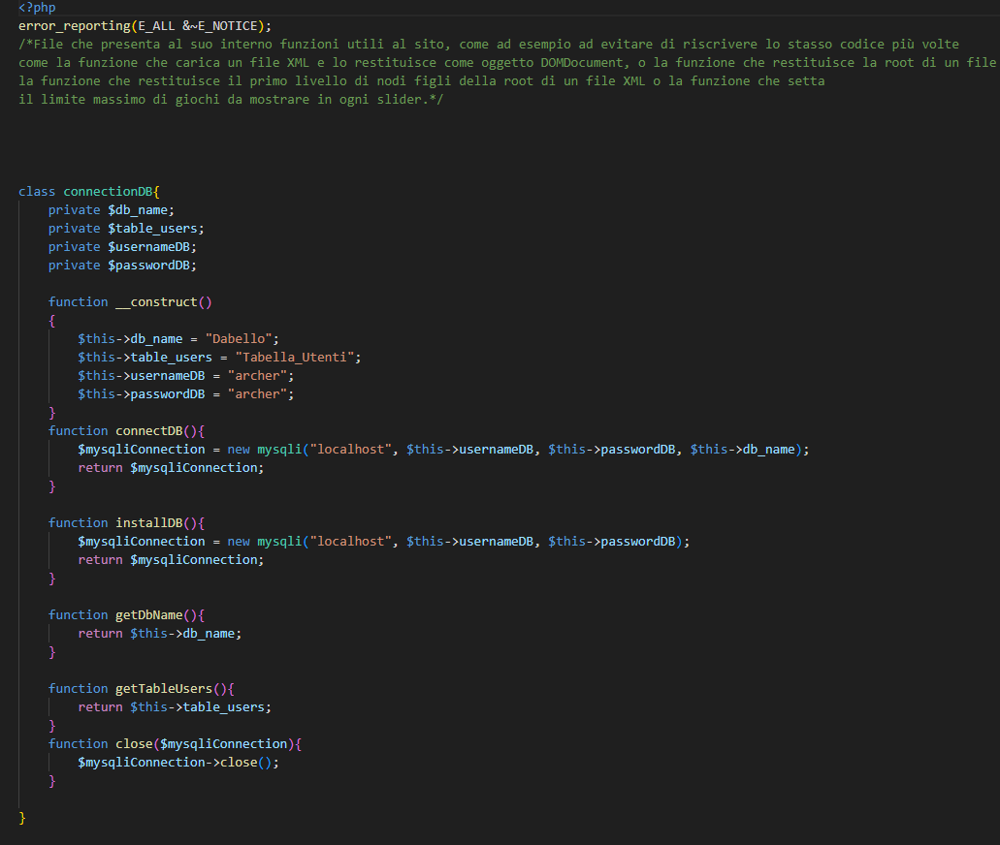 <?php
error_reporting(E_ALL &~E_NOTICE);
/*File che presenta al suo interno funzioni utili al sito, come ad esempio ad evitare di riscrivere lo stasso codice più volte
come la funzione che carica un file XML e lo restituisce come oggetto DOMDocument, o la funzione che restituisce la root di un file
la funzione che restituisce il primo livello di nodi figli della root di un file XML o la funzione che setta
il limite massimo di giochi da mostrare in ogni slider.*/
class connectionDB{
    private $db_name;
    private $table_users;
    private $usernameDB;
    private $passwordDB;
    function __construct()
    {
        $this->db_name = "Dabello";
        $this->table_users = "Tabella_Utenti";
        $this->usernameDB = "archer";
        $this->passwordDB = "archer";
    }
    function connectDB(){
        $mysqliConnection = new mysqli("localhost", $this->usernameDB, $this->passwordDB, $this->db_name);
        return $mysqliConnection;
    }
    function installDB(){
        $mysqliConnection = new mysqli("localhost", $this->usernameDB, $this->passwordDB);
        return $mysqliConnection;
    }
    function getDbName(){
        return $this->db_name;
    }
    function getTableUsers(){
        return $this->table_users;
    }
    function close($mysqliConnection){
        $mysqliConnection->close();
    }
}